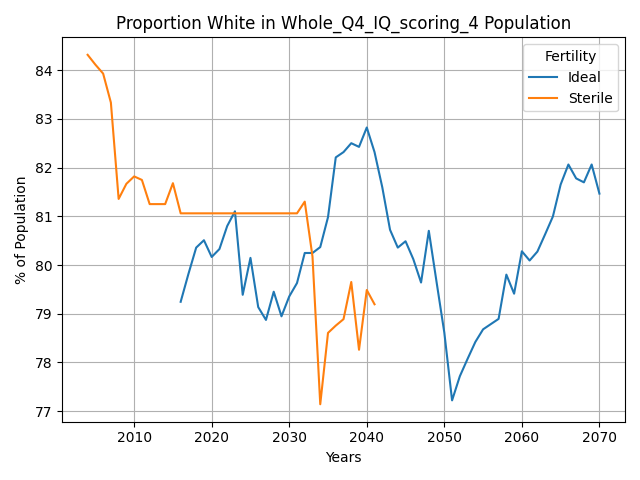 Proportion White in Whole_Q4_IQ_scoring_4 Population
Fertility
Ideal
Sterile
% of Population
84
83
82
81
80
79
78
77
2010 2020 2030 2040 2050 2060 2070
Years